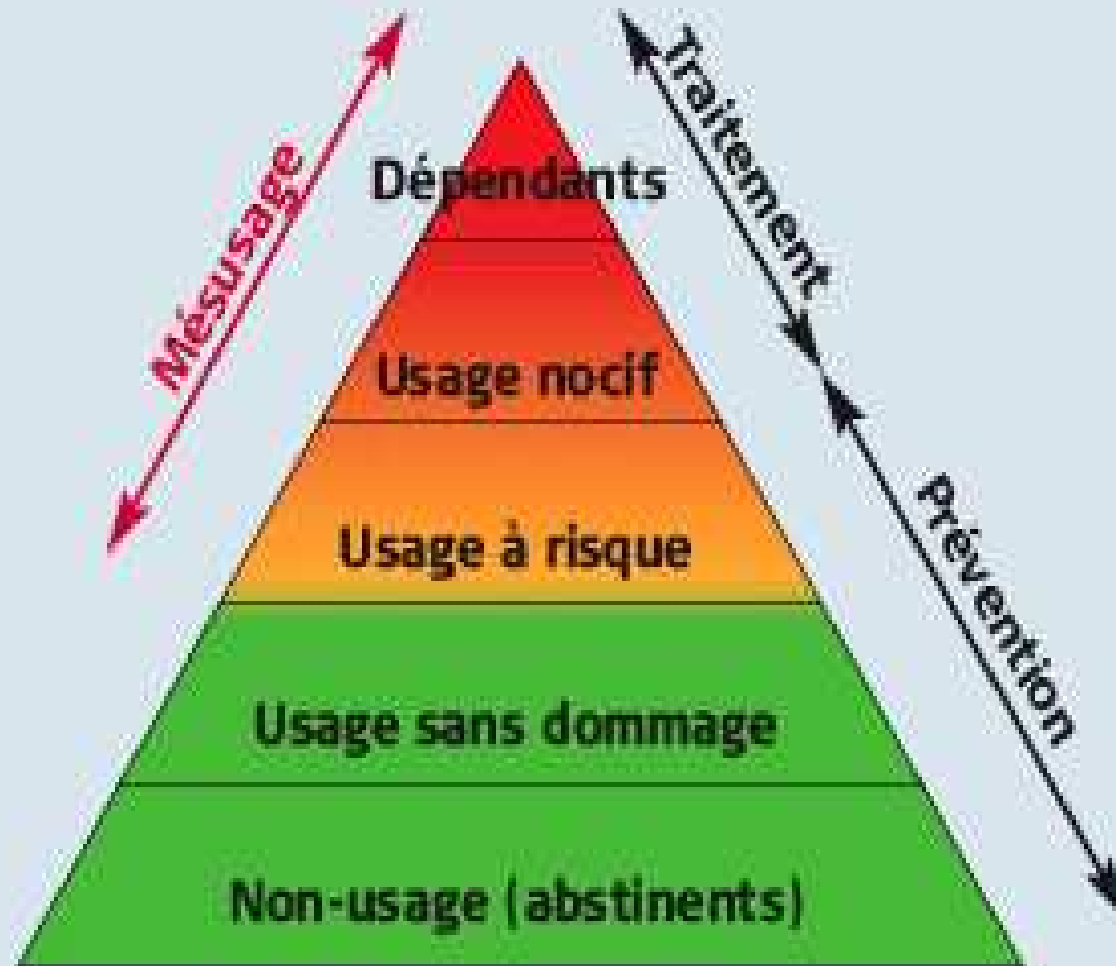 Mésusage
Traitement
Dépendants
Usage nocif
Usage à risque
Prévention
Usage sans dommage
Non-usage (abstinents)